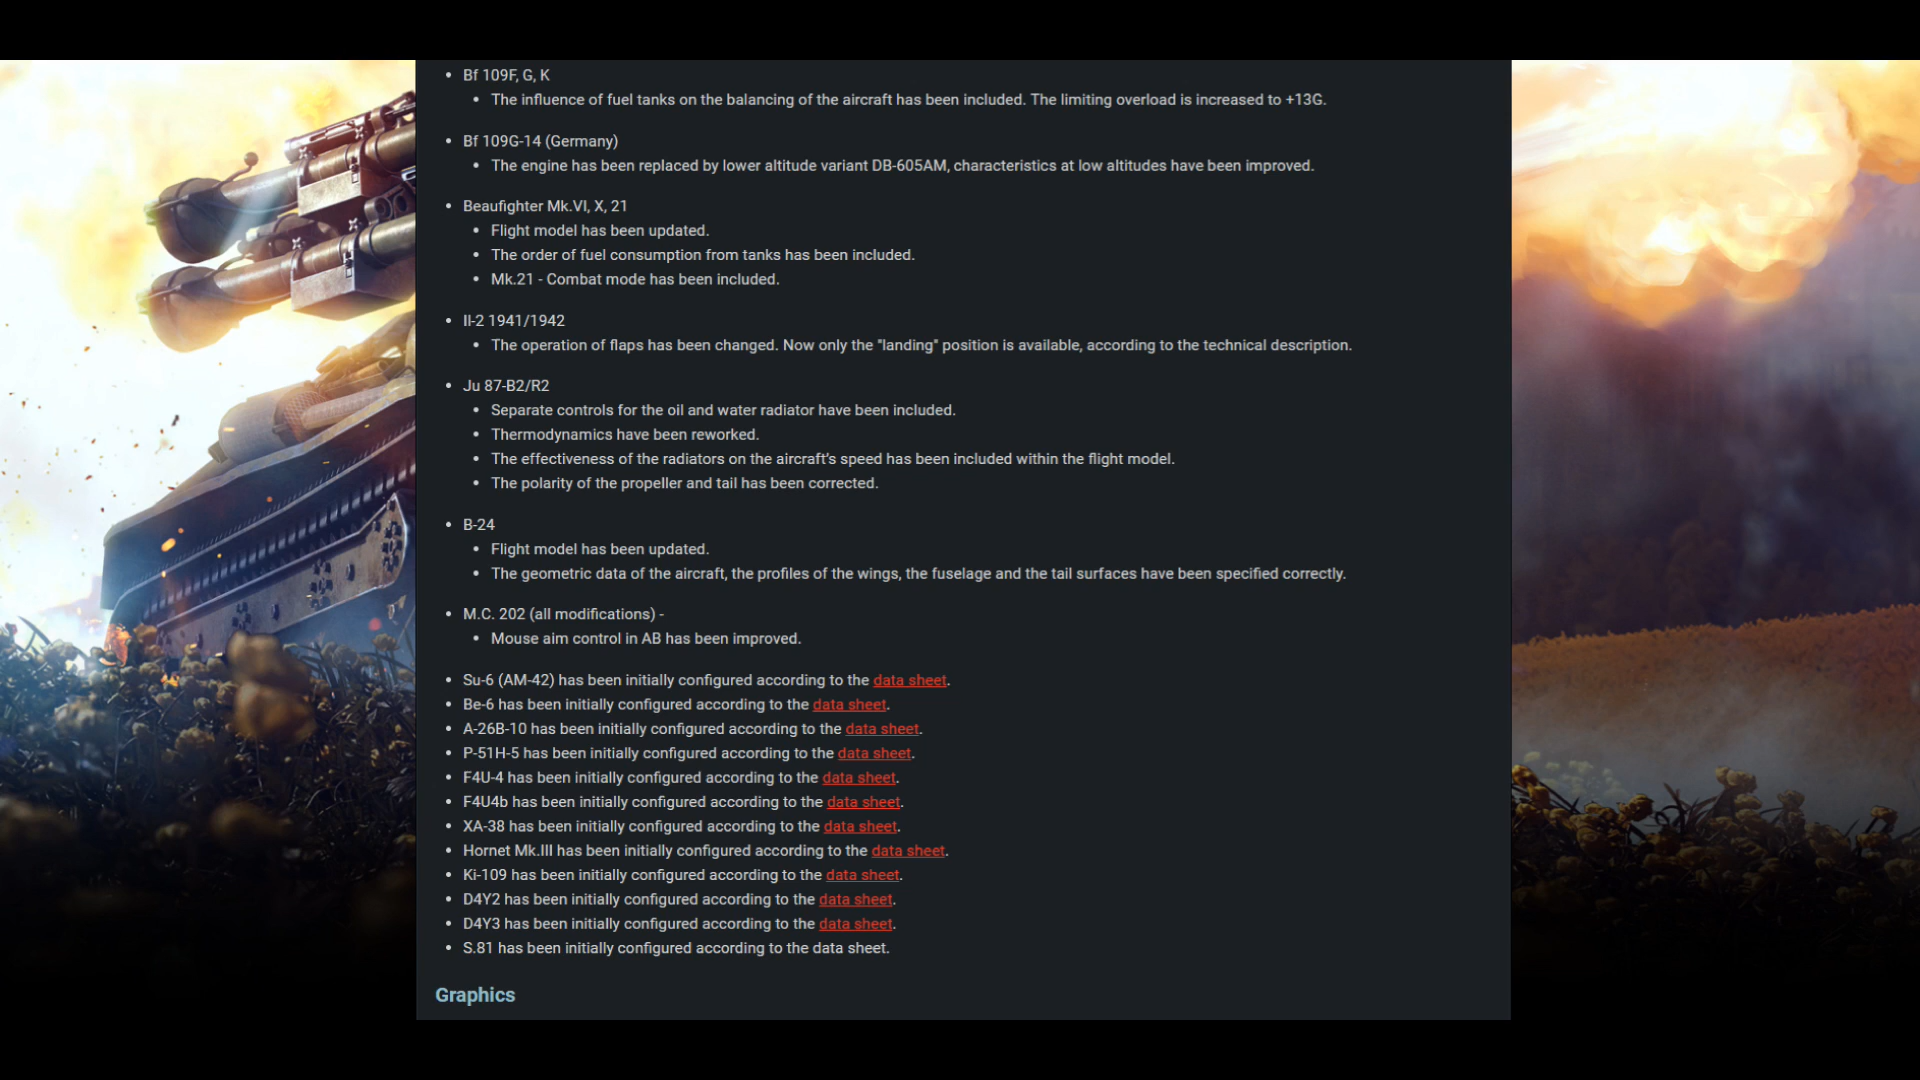 Bf 109F, G, K
The influence of fuel tanks on the balancing of the aircraft has been included. The limiting overload is increased to +13G.
Bf 109G-14 (Germany)
The engine has been replaced by lower altitude variant DB-605AM, characteristics at low altitudes have been improved.
Beaufighter Mk.VI, X, 21
Flight model has been updated.
The order of fuel consumption from tanks has been included.
Mk.21 - Combat mode has been included.
Il-2 1941/1942
The operation of flaps has been changed. Now only the "landing" position is available, according to the technical description.
Ju 87-B2/R2
Separate controls for the oil and water radiator have been included.
Thermodynamics have been reworked.
The effectiveness of the radiators on the aircraft's speed has been included within the flight model.
The polarity of the propeller and tail has been corrected.
B-24
Flight model has been updated.
The geometric data of the aircraft, the profiles of the wings, the fuselage and the tail surfaces have been specified correctly.
M.C. 202 (all modifications) -
Mouse aim control in AB has been improved.
Su-6 (AM-42) has been initially configured according to the data sheet.
Be-6 has been initially configured according to the data sheet.
A-26B-10 has been initially configured according to the data sheet.
P-51H-5 has been initially configured according to the data sheet.
F4U-4 has been initially configured according to the data sheet.
F4U4b has been initially configured according to the data sheet.
XA-38 has been initially configured according to the data sheet.
Hornet Mk.III has been initially configured according to the data sheet.
Ki-109 has been initially configured according to the data sheet.
D4Y2 has been initially configured according to the data sheet.
D4Y3 has been initially configured according to the data sheet.
S.81 has been initially configured according to the data sheet.
Graphics